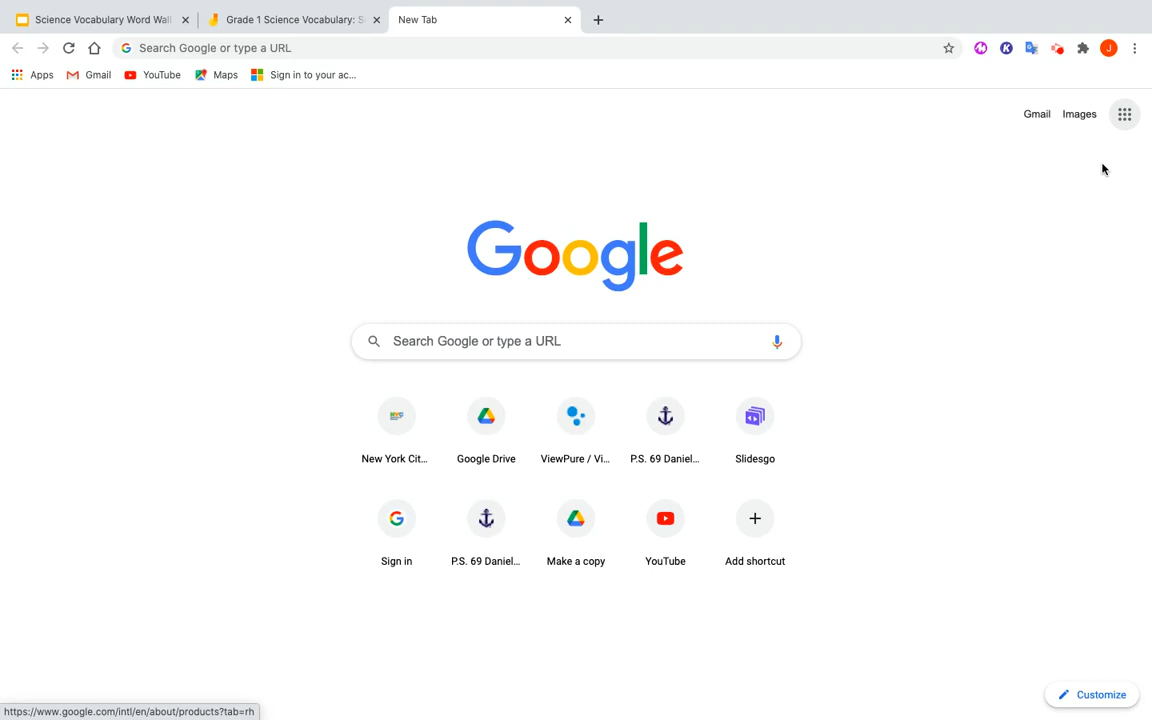 Science Vocabulary Word Wall
Grade 1 Science Vocabulary: S
New Tab
Search Google or type a URL
K
J
Apps
Gmail
YouTube
Maps
Sign in to your ac...
Gmail
Images
Google
Search Google or type a URL
New York Cit...
Google Drive
ViewPure / Vi...
P.S. 69 Daniel...
Slidesgo
Sign in
P.S. 69 Daniel...
Make a copy
YouTube
Add shortcut
Customize
https://www.google.com/intl/en/about/products?tab=rh